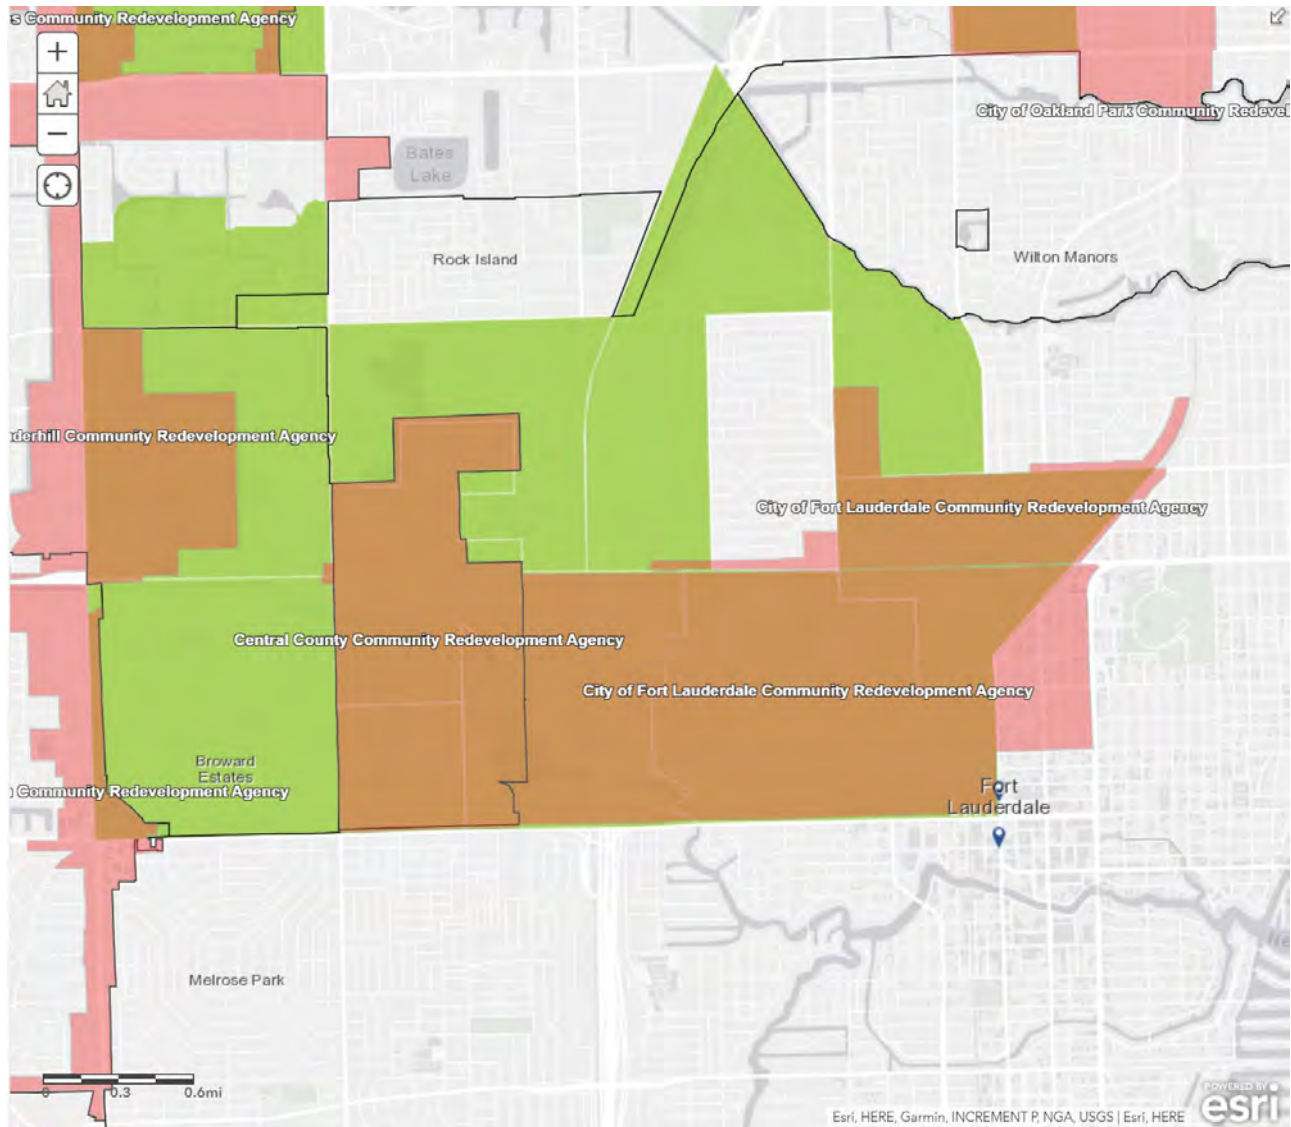 s Community Redevelopment Agency
+
−
City of Oakland Park Community Redevel
Bates
Lake
Rock Island
Wilton Manors
derhill Community Redevelopment Agency
City of Fort Lauderdale Community Redevelopment Agency
Central County Community Redevelopment Agency
City of Fort Lauderdale Community Redevelopment Agency
Broward
Estates
Community Redevelopment Agency
Fort
Lauderdale
Melrose Park
0 0.3 0.6mi
POWERED BY
esri
Esri, HERE, Garmin, INCREMENT P, NGA, USGS | Esri, HERE